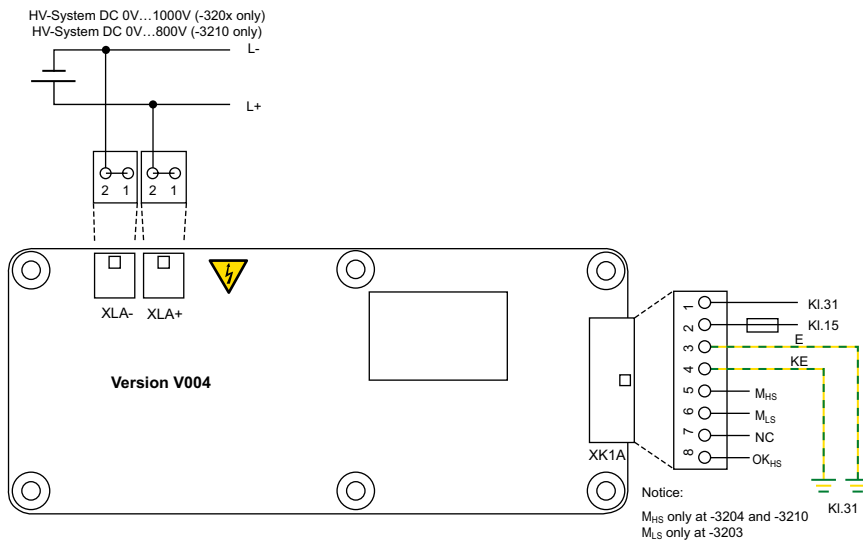 HV-System DC 0V…1000V (-320x only)
HV-System DC 0V…800V (-3210 only)
L-
L+
2 1 2 1
XLA- XLA+
Version V004
XK1A
1 Kl.31
2 Kl.15
3 E
4 KE
5 MHS
6 MLS
7 NC
8 OKHS
Kl.31
Notice:
MHS only at -3204 and -3210
MLS only at -3203